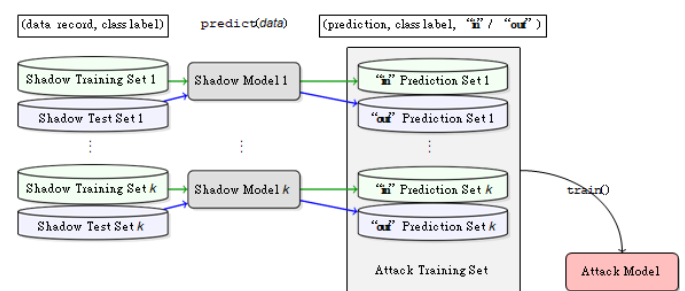 (data record, class label) predict(data) (prediction, class label, “in” / “out” )
Shadow Training Set 1 Shadow Model 1 “in” Prediction Set 1
Shadow Test Set 1 “out” Prediction Set 1
Shadow Training Set k Shadow Model k “in” Prediction Set k
train()
Shadow Test Set k “out” Prediction Set k
Attack Training Set Attack Model